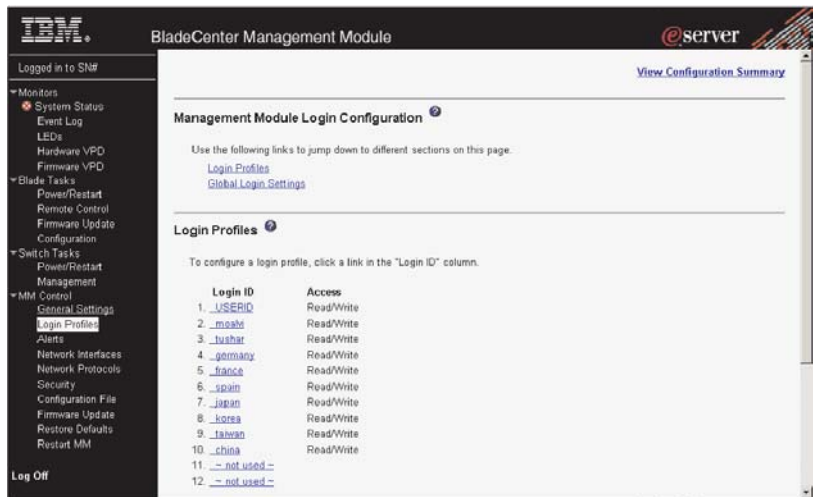 IBM.
BladeCenter Management Module
eserver
Logged in to SN#
Monitors
System Status
Event Log
LEDs
Hardware VPD
Firmware VPD
Blade Tasks
Power/Restart
Remote Control
Firmware Update
Configuration
Switch Tasks
Power/Restart
Management
MM Control
General Settings
Login Profiles
Alerts
Network Interfaces
Network Protocols
Security
Configuration File
Firmware Update
Restore Defaults
Restart MM
Log Off
View Configuration Summary
Management Module Login Configuration ?
Use the following links to jump down to different sections on this page.
Login Profiles
Global Login Settings
Login Profiles ?
To configure a login profile, click a link in the "Login ID" column.
Login ID Access
1. USERID Read/Write
2. moalvi Read/Write
3. tushar Read/Write
4. germany Read/Write
5. france Read/Write
6. spain Read/Write
7. japan Read/Write
8. korea Read/Write
9. taiwan Read/Write
10. china Read/Write
11. ~ not used ~
12. ~ not used ~